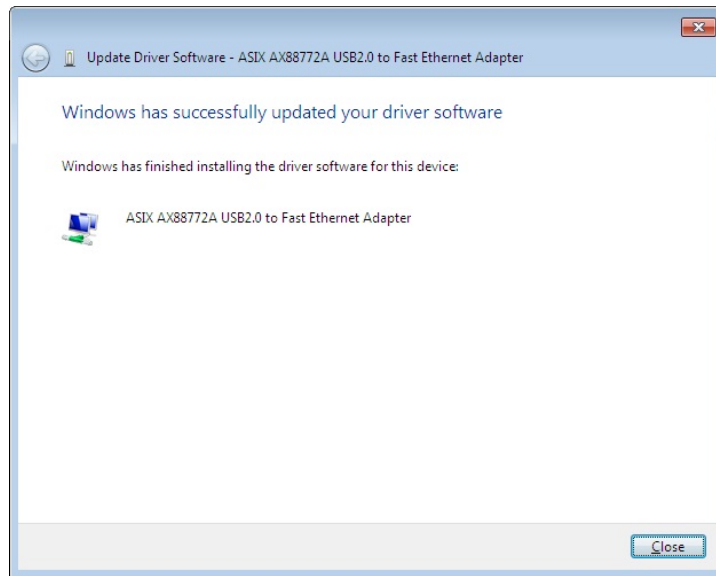 Update Driver Software - ASIX AX88772A USB2.0 to Fast Ethernet Adapter
Windows has successfully updated your driver software
Windows has finished installing the driver software for this device:
ASIX AX88772A USB2.0 to Fast Ethernet Adapter
Close